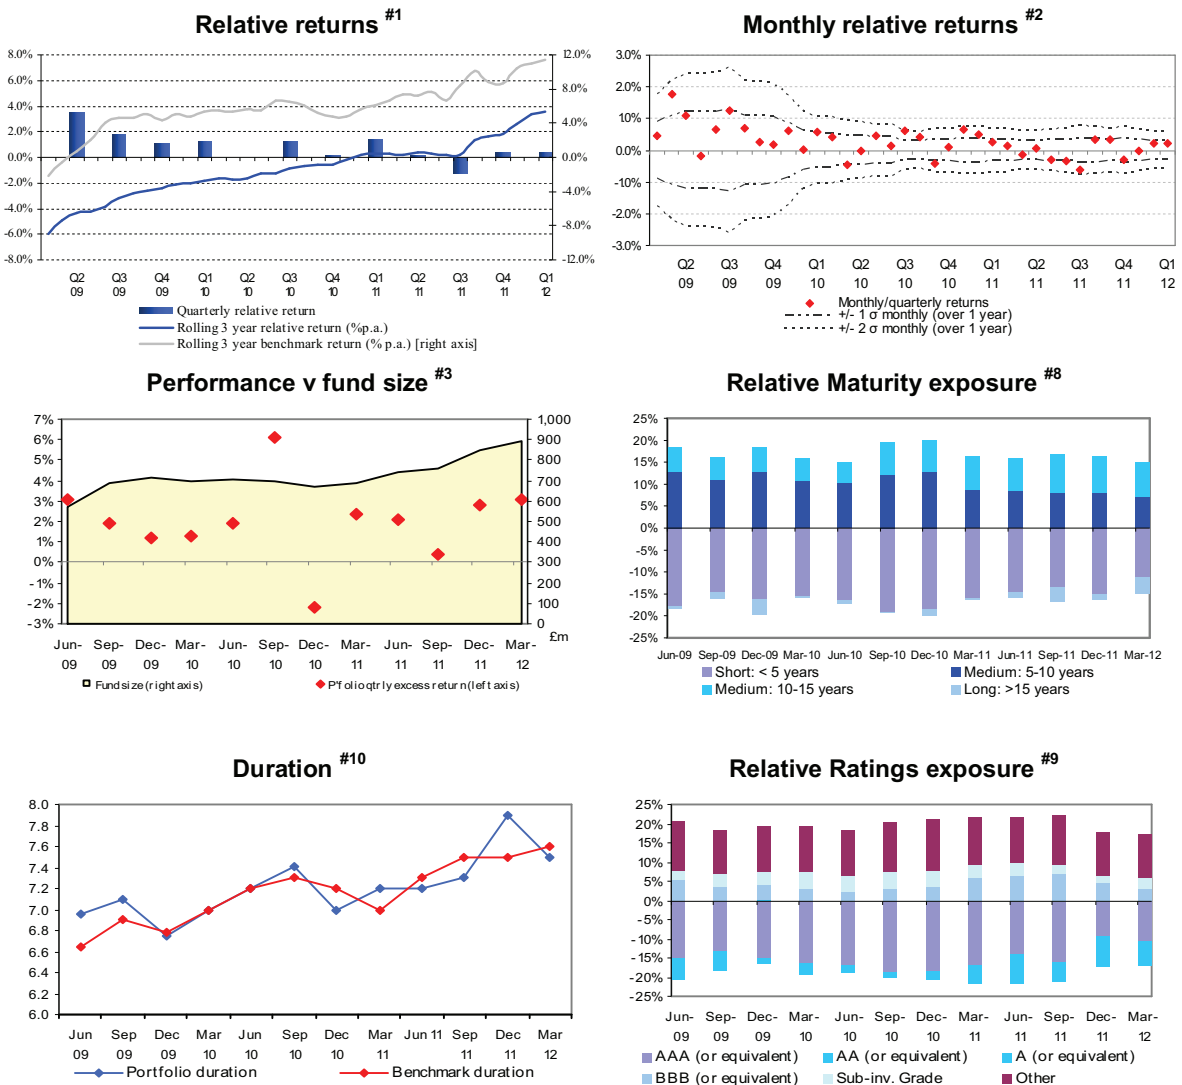 Relative returns #1
8.0%
6.0%
4.0%
2.0%
0.0%
-2.0%
-4.0%
-6.0%
-8.0%
12.0%
8.0%
4.0%
0.0%
-4.0%
-8.0%
-12.0%
Q2 Q3 Q4 Q1 Q2 Q3 Q4 Q1 Q2 Q3 Q4 Q1
09 09 09 10 10 10 10 11 11 11 11 12
Quarterly relative return
Rolling 3 year relative return (%p.a.)
Rolling 3 year benchmark return (% p.a.) [right axis]
Monthly relative returns #2
3.0%
2.0%
1.0%
0.0%
-1.0%
-2.0%
-3.0%
Q2 Q3 Q4 Q1 Q2 Q3 Q4 Q1 Q2 Q3 Q4 Q1
09 09 09 10 10 10 10 11 11 11 11 12
Monthly/quarterly returns
+/- 1 σ monthly (over 1 year)
+/- 2 σ monthly (over 1 year)
Performance v fund size #3
7%
6%
5%
4%
3%
2%
1%
0%
-1%
-2%
-3%
1,000
900
800
700
600
500
400
300
200
100
0
£m
Jun- Sep- Dec- Mar- Jun- Sep- Dec- Mar- Jun- Sep- Dec- Mar-
09 09 09 10 10 10 10 11 11 11 11 12
Fund size (right axis)
P'folio qtrly excess return (left axis)
Relative Maturity exposure #8
25%
20%
15%
10%
5%
0%
-5%
-10%
-15%
-20%
-25%
Jun-09 Sep-09 Dec-09 Mar-10 Jun-10 Sep-10 Dec-10 Mar-11 Jun-11 Sep-11 Dec-11 Mar-12
Short: < 5 years
Medium: 5-10 years
Medium: 10-15 years
Long: >15 years
Duration #10
8.0
7.8
7.6
7.4
7.2
7.0
6.8
6.6
6.4
6.2
6.0
Jun Sep Dec Mar Jun Sep Dec Mar Jun 11 Sep Dec Mar
09 09 09 10 10 10 10 11 11 11 12
Portfolio duration
Benchmark duration
Relative Ratings exposure #9
25%
20%
15%
10%
5%
0%
-5%
-10%
-15%
-20%
-25%
Jun- Sep- Dec- Mar- Jun- Sep- Dec- Mar- Jun- Sep- Dec- Mar-
09 09 09 10 10 10 10 11 11 11 11 12
AAA (or equivalent)
AA (or equivalent)
A (or equivalent)
BBB (or equivalent)
Sub-inv. Grade
Other